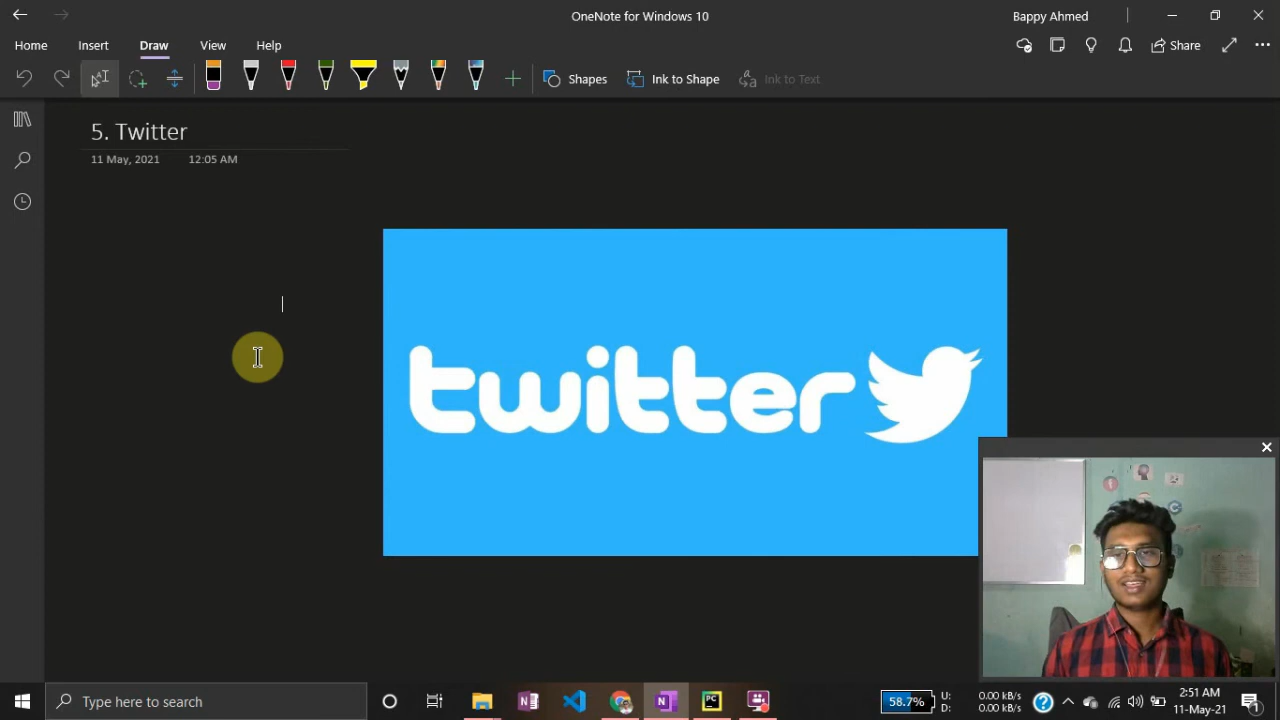 OneNote for Windows 10
Bappy Ahmed
Home
Insert
Draw
View
Help
Share
Shapes
Ink to Shape
Ink to Text
5. Twitter
11 May, 2021
12:05 AM
twitter
Type here to search
PC
58.7%
U: 0.00 kB/s
D: 0.00 kB/s
2:51 AM
11-May-21
1